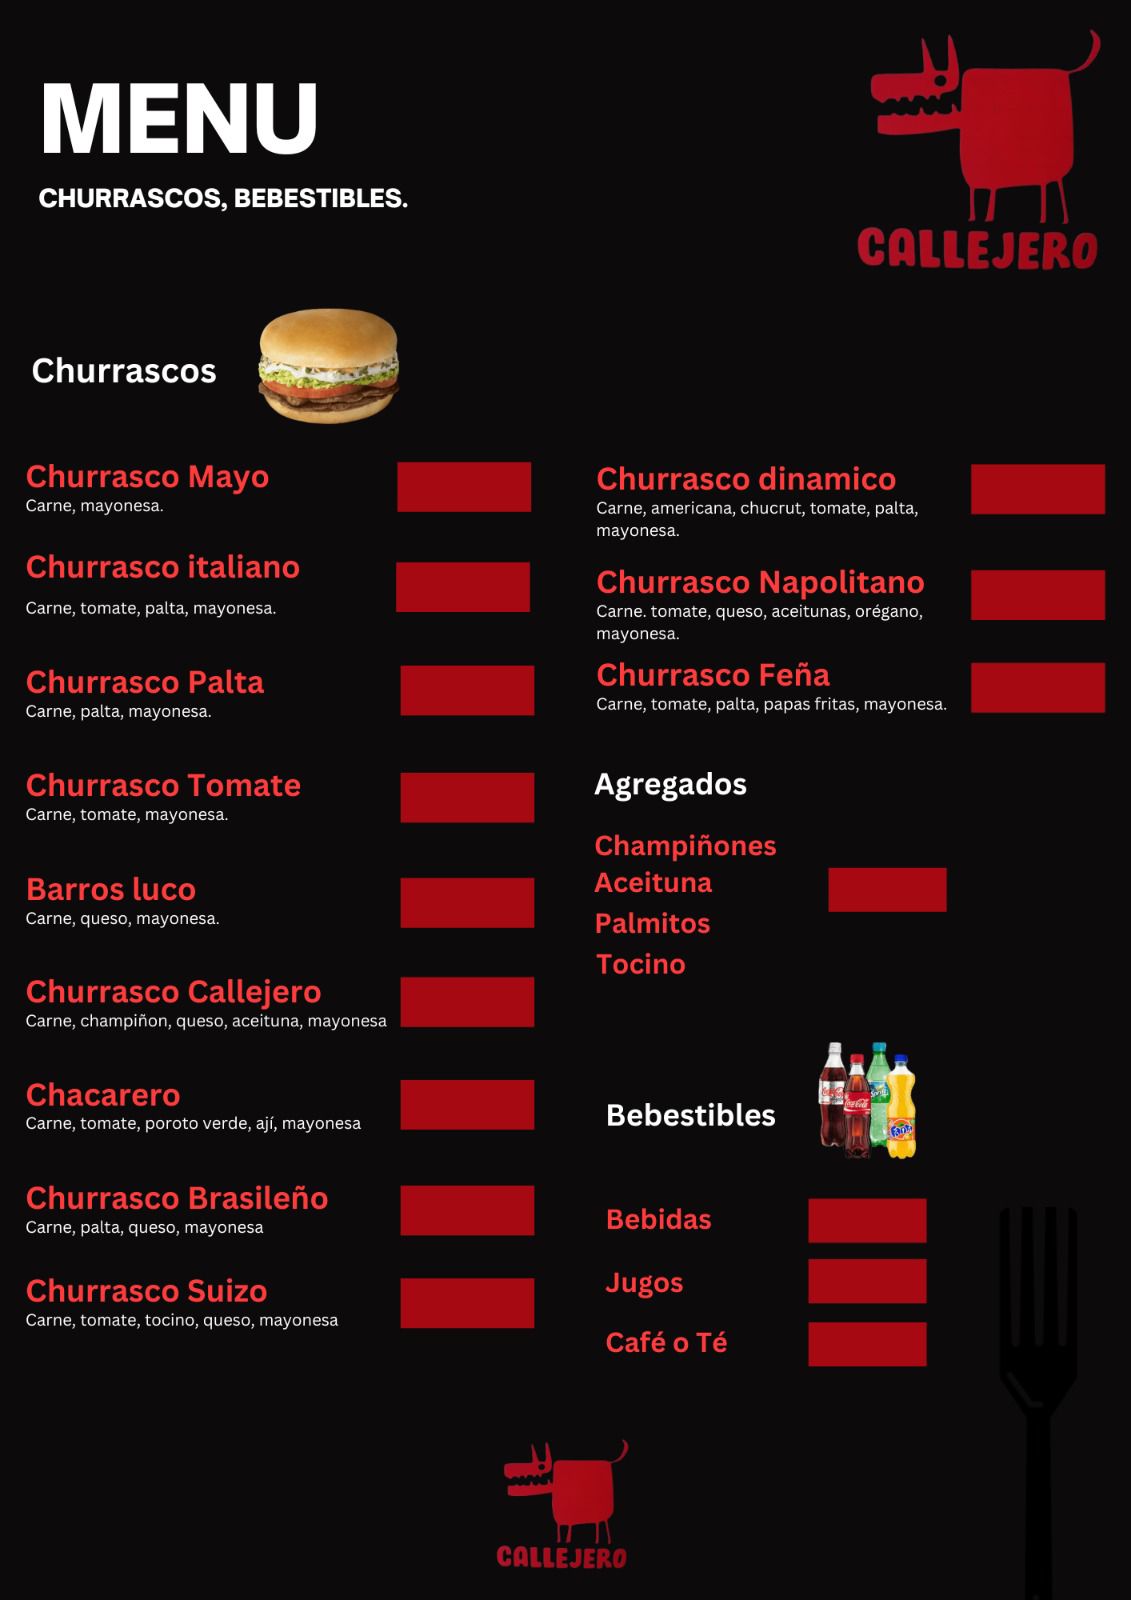 MENU
CHURRASCOS, BEBESTIBLES.
CALLEJERO
Churrascos
Churrasco Mayo
Carne, mayonesa.
Churrasco italiano
Carne, tomate, palta, mayonesa.
Churrasco Palta
Carne, palta, mayonesa.
Churrasco Tomate
Carne, tomate, mayonesa.
Barros luco
Carne, queso, mayonesa.
Churrasco Callejero
Carne, champiñon, queso, aceituna, mayonesa
Chacarero
Carne, tomate, poroto verde, ají, mayonesa
Churrasco Brasileño
Carne, palta, queso, mayonesa
Churrasco Suizo
Carne, tomate, tocino, queso, mayonesa
Churrasco dinamico
Carne, americana, chucrut, tomate, palta,
mayonesa.
Churrasco Napolitano
Carne. tomate, queso, aceitunas, orégano,
mayonesa.
Churrasco Feña
Carne, tomate, palta, papas fritas, mayonesa.
Agregados
Champiñones
Aceituna
Palmitos
Tocino
Bebestibles
Coca-Cola
Sprite
Fanta
Bebidas
Jugos
Café o Té
CALLEJERO